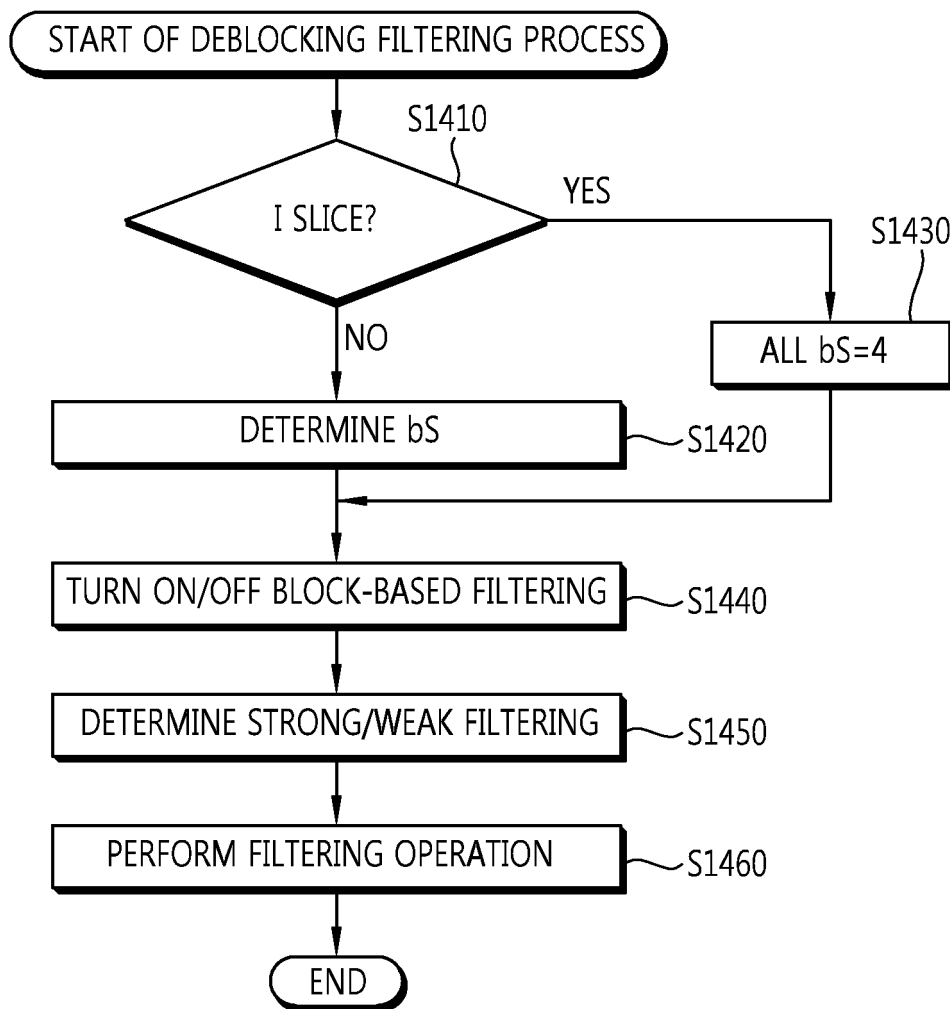 START OF DEBLOCKING FILTERING PROCESS
S1410
I SLICE?
YES
S1430
NO
ALL bS=4
DETERMINE bS
S1420
TURN ON/OFF BLOCK-BASED FILTERING
S1440
DETERMINE STRONG/WEAK FILTERING
S1450
PERFORM FILTERING OPERATION
S1460
END